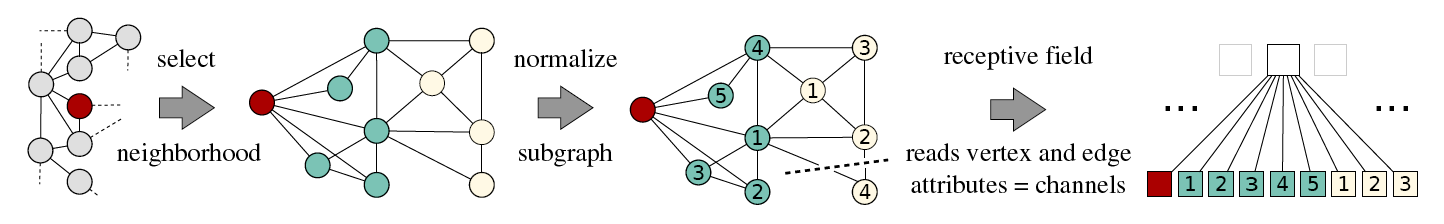 select
neighborhood
normalize
subgraph
4
3
5
1
1
2
3
2
4
receptive field
reads vertex and edge
attributes = channels
... ...
1 2 3 4 5 1 2 3